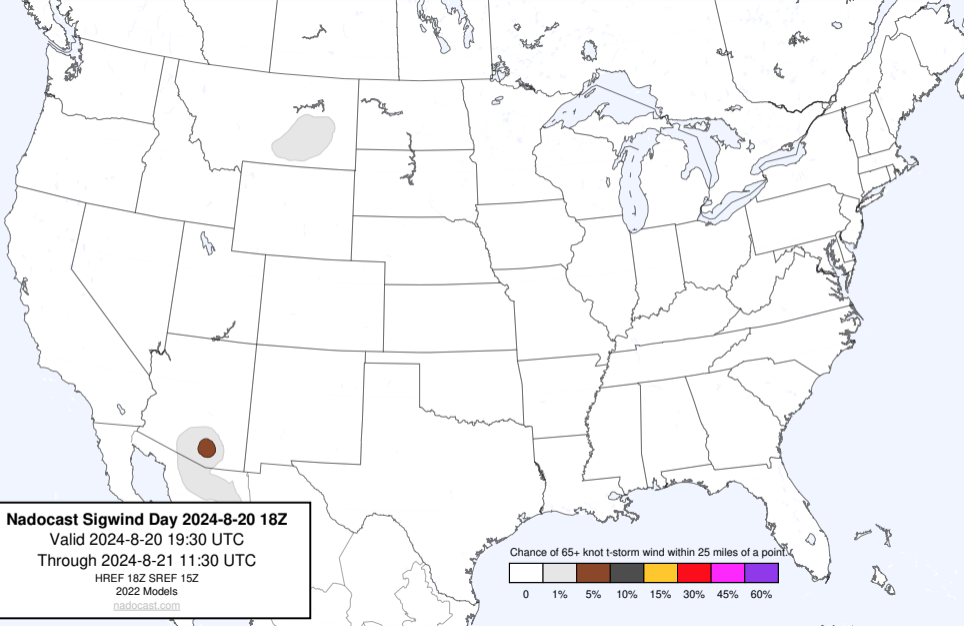 Nadocast Sigwind Day 2024-8-20 18Z
Valid 2024-8-20 19:30 UTC
Through 2024-8-21 11:30 UTC
HREF 18Z SREF 15Z
2022 Models
nadocast.com
Chance of 65+ knot t-storm wind within 25 miles of a point.
0 1% 5% 10% 15% 30% 45% 60%